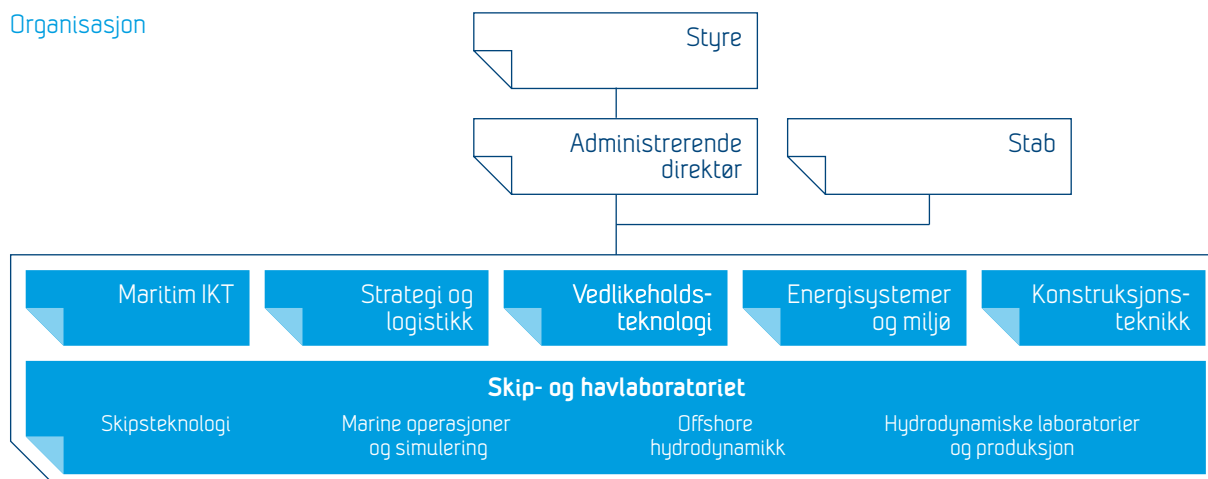 Organisasjon
Styre
Administrerende
direktør
Stab
Maritim IKT
Strategi og
logistikk
Vedlikeholds-
teknologi
Energisystemer
og miljø
Konstruksjons-
teknikk
Skip- og havlaboratoriet
Skipsteknologi
Marine operasjoner
og simulering
Offshore
hydrodynamikk
Hydrodynamiske laboratorier
og produksjon